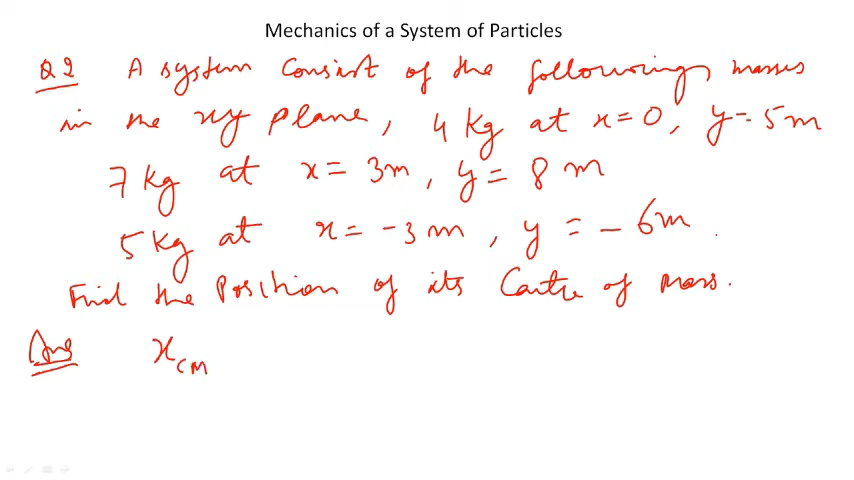 Mechanics of a System of Particles
Q2 A system consist of the followings masses
in the xy plane, 4 kg at x=0, y=5m
7 kg at x = 3m, y = 8 m
5 kg at x = -3 m, y = -6m.
Find the Position of its Centre of mass.
Ans x_CM